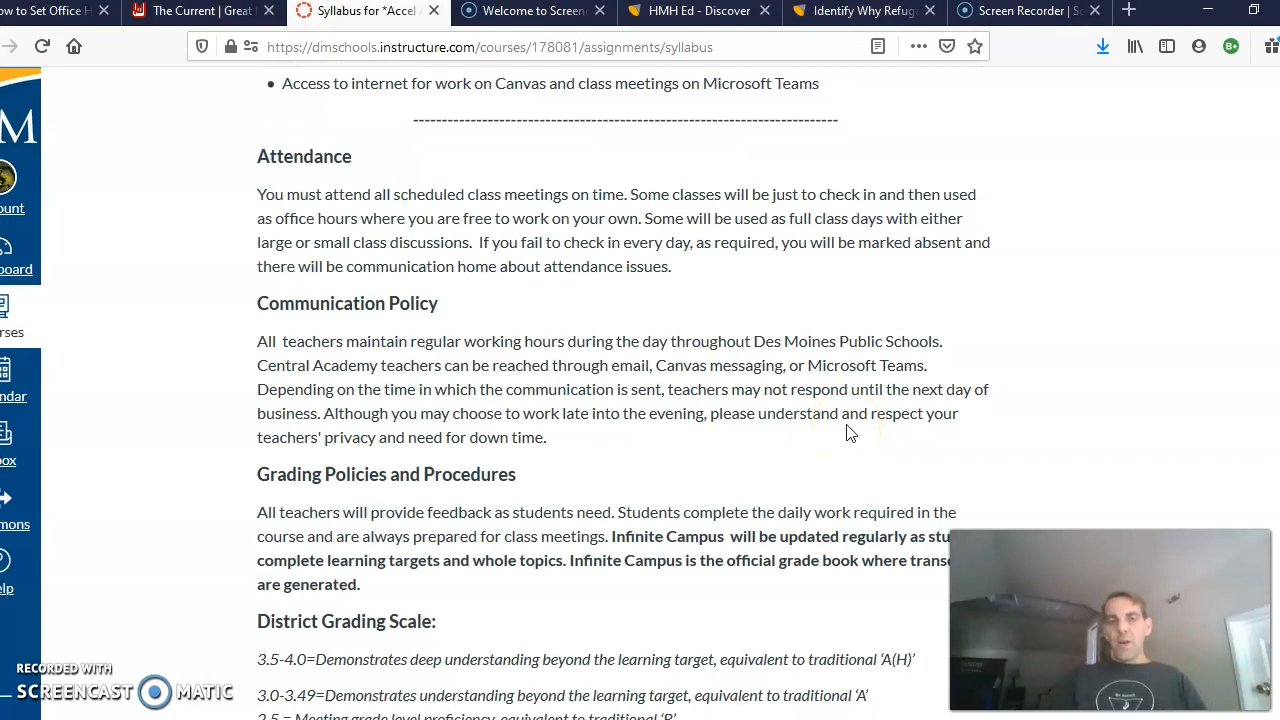 ow to Set Office H
The Current | Great
Syllabus for *Accel
Welcome to Screen
HMH Ed - Discover
Identify Why Refug
Screen Recorder | Sc
https://dmschools.instructure.com/courses/178081/assignments/syllabus
M
ount
board
rses
ndar
box
mons
elp
• Access to internet for work on Canvas and class meetings on Microsoft Teams
-------------------------------------------------------------------------
Attendance
You must attend all scheduled class meetings on time. Some classes will be just to check in and then used
as office hours where you are free to work on your own. Some will be used as full class days with either
large or small class discussions.  If you fail to check in every day, as required, you will be marked absent and
there will be communication home about attendance issues.
Communication Policy
All  teachers maintain regular working hours during the day throughout Des Moines Public Schools.
Central Academy teachers can be reached through email, Canvas messaging, or Microsoft Teams.
Depending on the time in which the communication is sent, teachers may not respond until the next day of
business. Although you may choose to work late into the evening, please understand and respect your
teachers' privacy and need for down time.
Grading Policies and Procedures
All teachers will provide feedback as students need. Students complete the daily work required in the
course and are always prepared for class meetings. Infinite Campus  will be updated regularly as stu
complete learning targets and whole topics. Infinite Campus is the official grade book where transc
are generated.
District Grading Scale:
3.5-4.0=Demonstrates deep understanding beyond the learning target, equivalent to traditional ‘A(H)’
3.0-3.49=Demonstrates understanding beyond the learning target, equivalent to traditional ‘A’
2.5 = Meeting grade level proficiency, equivalent to traditional ‘B’
RECORDED WITH
SCREENCAST MATIC